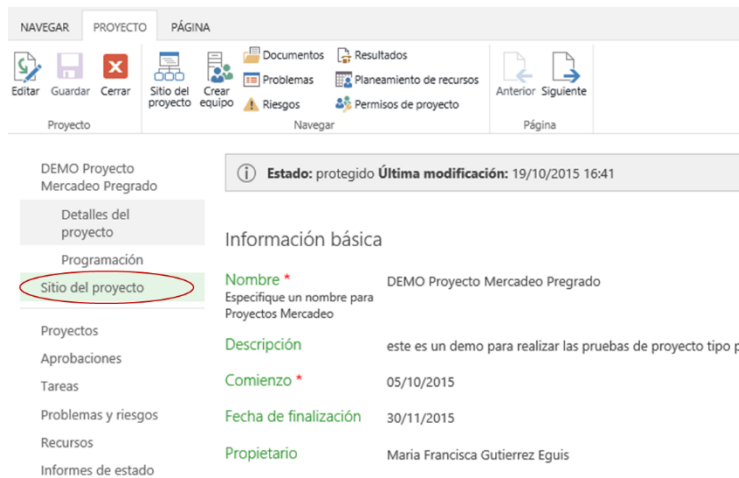 NAVEGAR PROYECTO PÁGINA
Editar Guardar Cerrar
Proyecto
Sitio del proyecto
Crear equipo
Documentos
Problemas
Riesgos
Resultados
Planeamiento de recursos
Permisos de proyecto
Navegar
Anterior Siguiente
Página
DEMO Proyecto
Mercadeo Pregrado
Detalles del
proyecto
Programación
Sitio del proyecto
Proyectos
Aprobaciones
Tareas
Problemas y riesgos
Recursos
Informes de estado
Estado: protegido Última modificación: 19/10/2015 16:41
Información básica
Nombre * DEMO Proyecto Mercadeo Pregrado
Especifique un nombre para
Proyectos Mercadeo
Descripción este es un demo para realizar las pruebas de proyecto tipo p
Comienzo * 05/10/2015
Fecha de finalización 30/11/2015
Propietario Maria Francisca Gutierrez Eguis